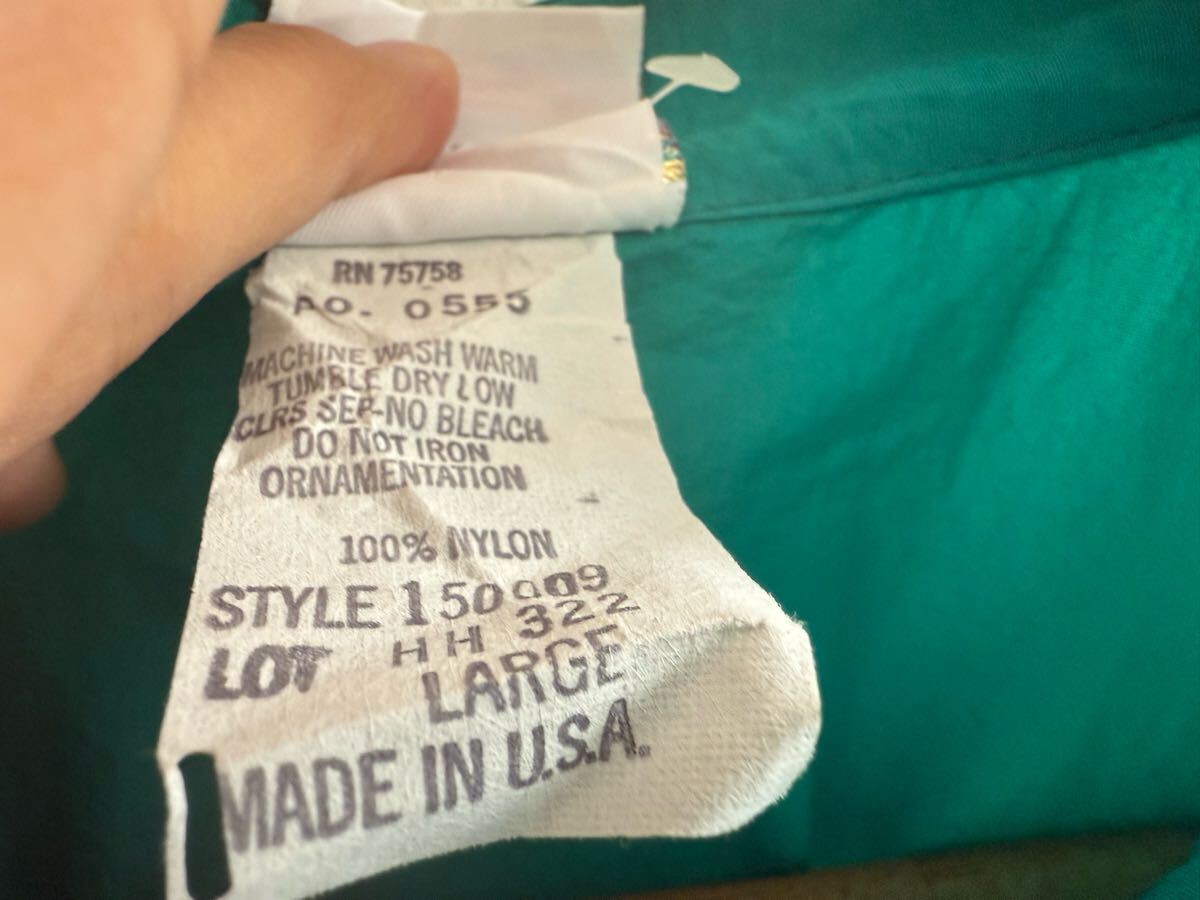 RN 75758
AO. 0550
MACHINE WASH WARM
TUMBLE DRY LOW
CLRS SEP-NO BLEACH
DO NOT IRON
ORNAMENTATION
100% NYLON
STYLE 150009
LOT HH 322
LARGE
MADE IN U.S.A.